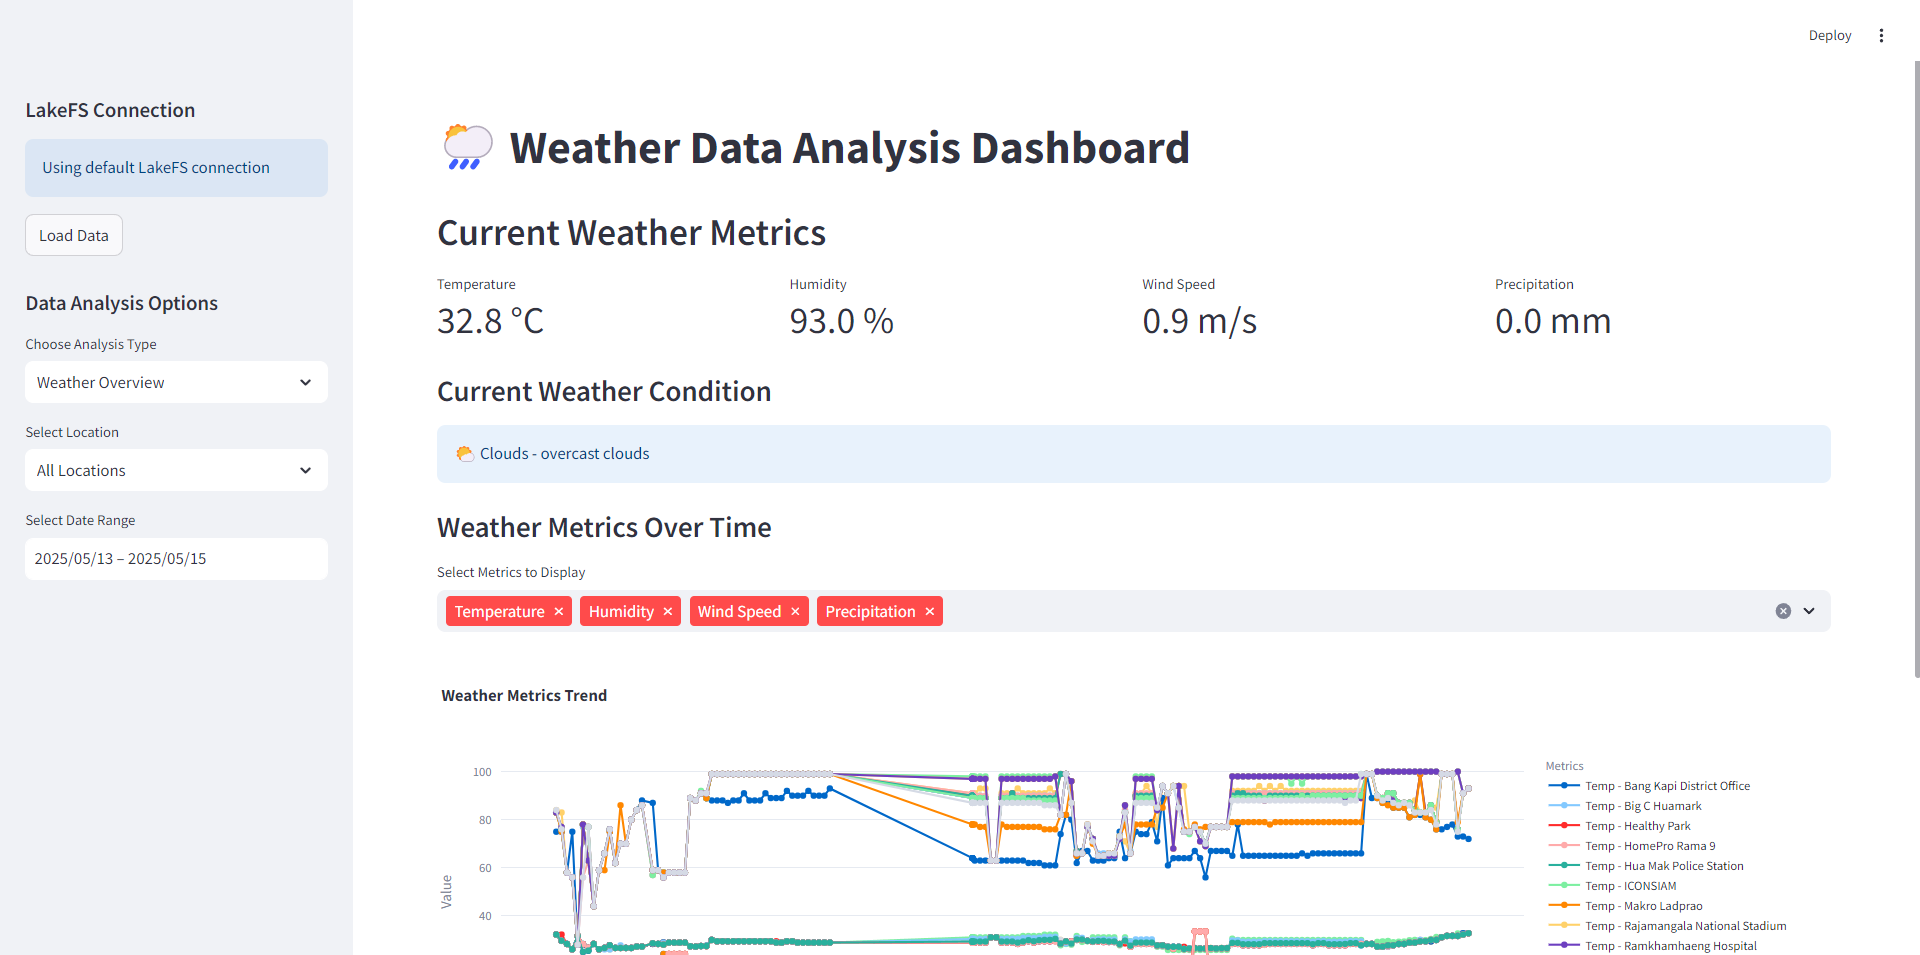 Deploy
LakeFS Connection
Using default LakeFS connection
Load Data
Data Analysis Options
Choose Analysis Type
Weather Overview
Select Location
All Locations
Select Date Range
2025/05/13 – 2025/05/15
Weather Data Analysis Dashboard
Current Weather Metrics
Temperature Humidity Wind Speed Precipitation
32.8 °C 93.0 % 0.9 m/s 0.0 mm
Current Weather Condition
Clouds - overcast clouds
Weather Metrics Over Time
Select Metrics to Display
Temperature Humidity Wind Speed Precipitation
Weather Metrics Trend
100
80
60
40
Value
Metrics
Temp - Bang Kapi District Office
Temp - Big C Huamark
Temp - Healthy Park
Temp - HomePro Rama 9
Temp - Hua Mak Police Station
Temp - ICONSIAM
Temp - Makro Ladprao
Temp - Rajamangala National Stadium
Temp - Ramkhamhaeng Hospital